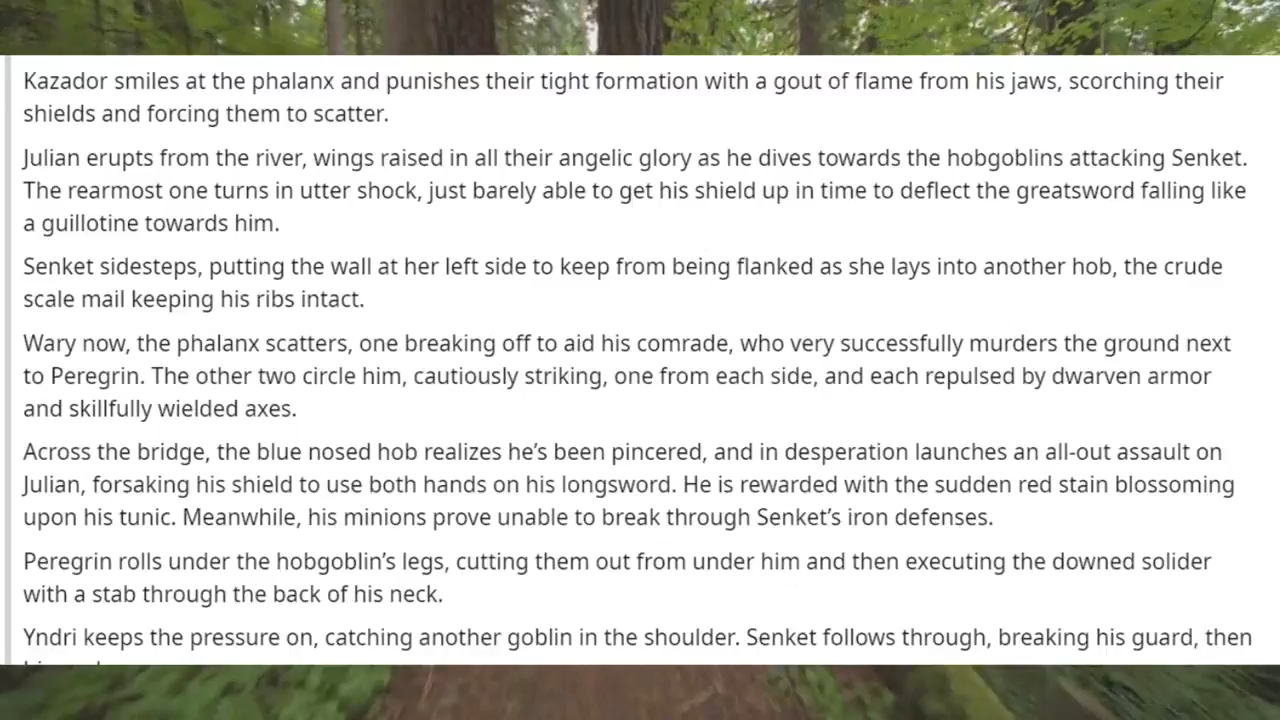 Kazador smiles at the phalanx and punishes their tight formation with a gout of flame from his jaws, scorching their
shields and forcing them to scatter.
Julian erupts from the river, wings raised in all their angelic glory as he dives towards the hobgoblins attacking Senket.
The rearmost one turns in utter shock, just barely able to get his shield up in time to deflect the greatsword falling like
a guillotine towards him.
Senket sidesteps, putting the wall at her left side to keep from being flanked as she lays into another hob, the crude
scale mail keeping his ribs intact.
Wary now, the phalanx scatters, one breaking off to aid his comrade, who very successfully murders the ground next
to Peregrin. The other two circle him, cautiously striking, one from each side, and each repulsed by dwarven armor
and skillfully wielded axes.
Across the bridge, the blue nosed hob realizes he’s been pincered, and in desperation launches an all-out assault on
Julian, forsaking his shield to use both hands on his longsword. He is rewarded with the sudden red stain blossoming
upon his tunic. Meanwhile, his minions prove unable to break through Senket’s iron defenses.
Peregrin rolls under the hobgoblin’s legs, cutting them out from under him and then executing the downed solider
with a stab through the back of his neck.
Yndri keeps the pressure on, catching another goblin in the shoulder. Senket follows through, breaking his guard, then